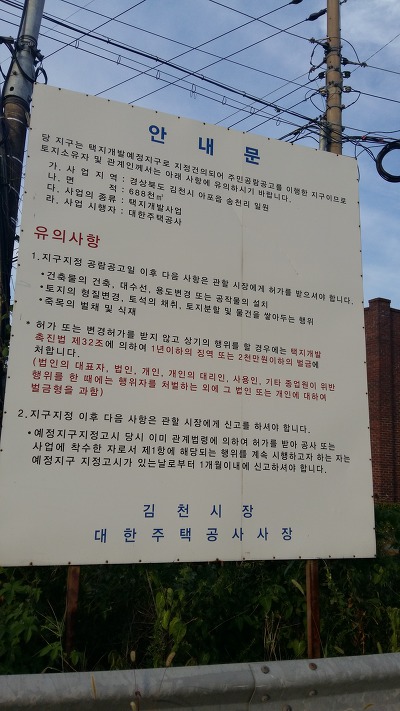 안 내 문
당 지구는 택지개발예정지구로 지정건의되어 주민공람공고를 이행한 지구이므로
토지소유자 및 관계인께서는 아래 사항에 유의하시기 바랍니다.
가. 사 업 지 역 : 경상북도 김천시 아포읍 송천리 일원
나. 면 적 : 688천㎡
다. 사업의 종류 : 택지개발사업
라. 사업 시행자 : 대한주택공사
유의사항
1.지구지정 공람공고일 이후 다음 사항은 관할 시장에게 허가를 받으셔야 합니다.
•건축물의 건축, 대수선, 용도변경 또는 공작물의 설치
•토지의 형질변경, 토석의 채취, 토지분할 및 물건을 쌓아두는 행위
•죽목의 벌채 및 식재
* 허가 또는 변경허가를 받지 않고 상기의 행위를 할 경우에는 택지개발
촉진법 제32조에 의하여 1년이하의 징역 또는 2천만원이하의 벌금에
처합니다.
(법인의 대표자, 법인, 개인, 개인의 대리인, 사용인, 기타 종업원이 위반
행위를 한 때에는 행위자를 처벌하는 외에 그 법인 또는 개인에 대하여
벌금형을 과함)
2.지구지정 이후 다음 사항은 관할 시장에게 신고를 하셔야 합니다.
•예정지구지정고시 당시 이미 관계법령에 의하여 허가를 받아 공사 또는
사업에 착수한 자로서 제1항에 해당되는 행위를 계속 시행하고자 하는 자는
예정지구 지정고시가 있는날로부터 1개월이내에 신고하셔야 합니다.
김 천 시 장
대 한 주 택 공 사 사 장